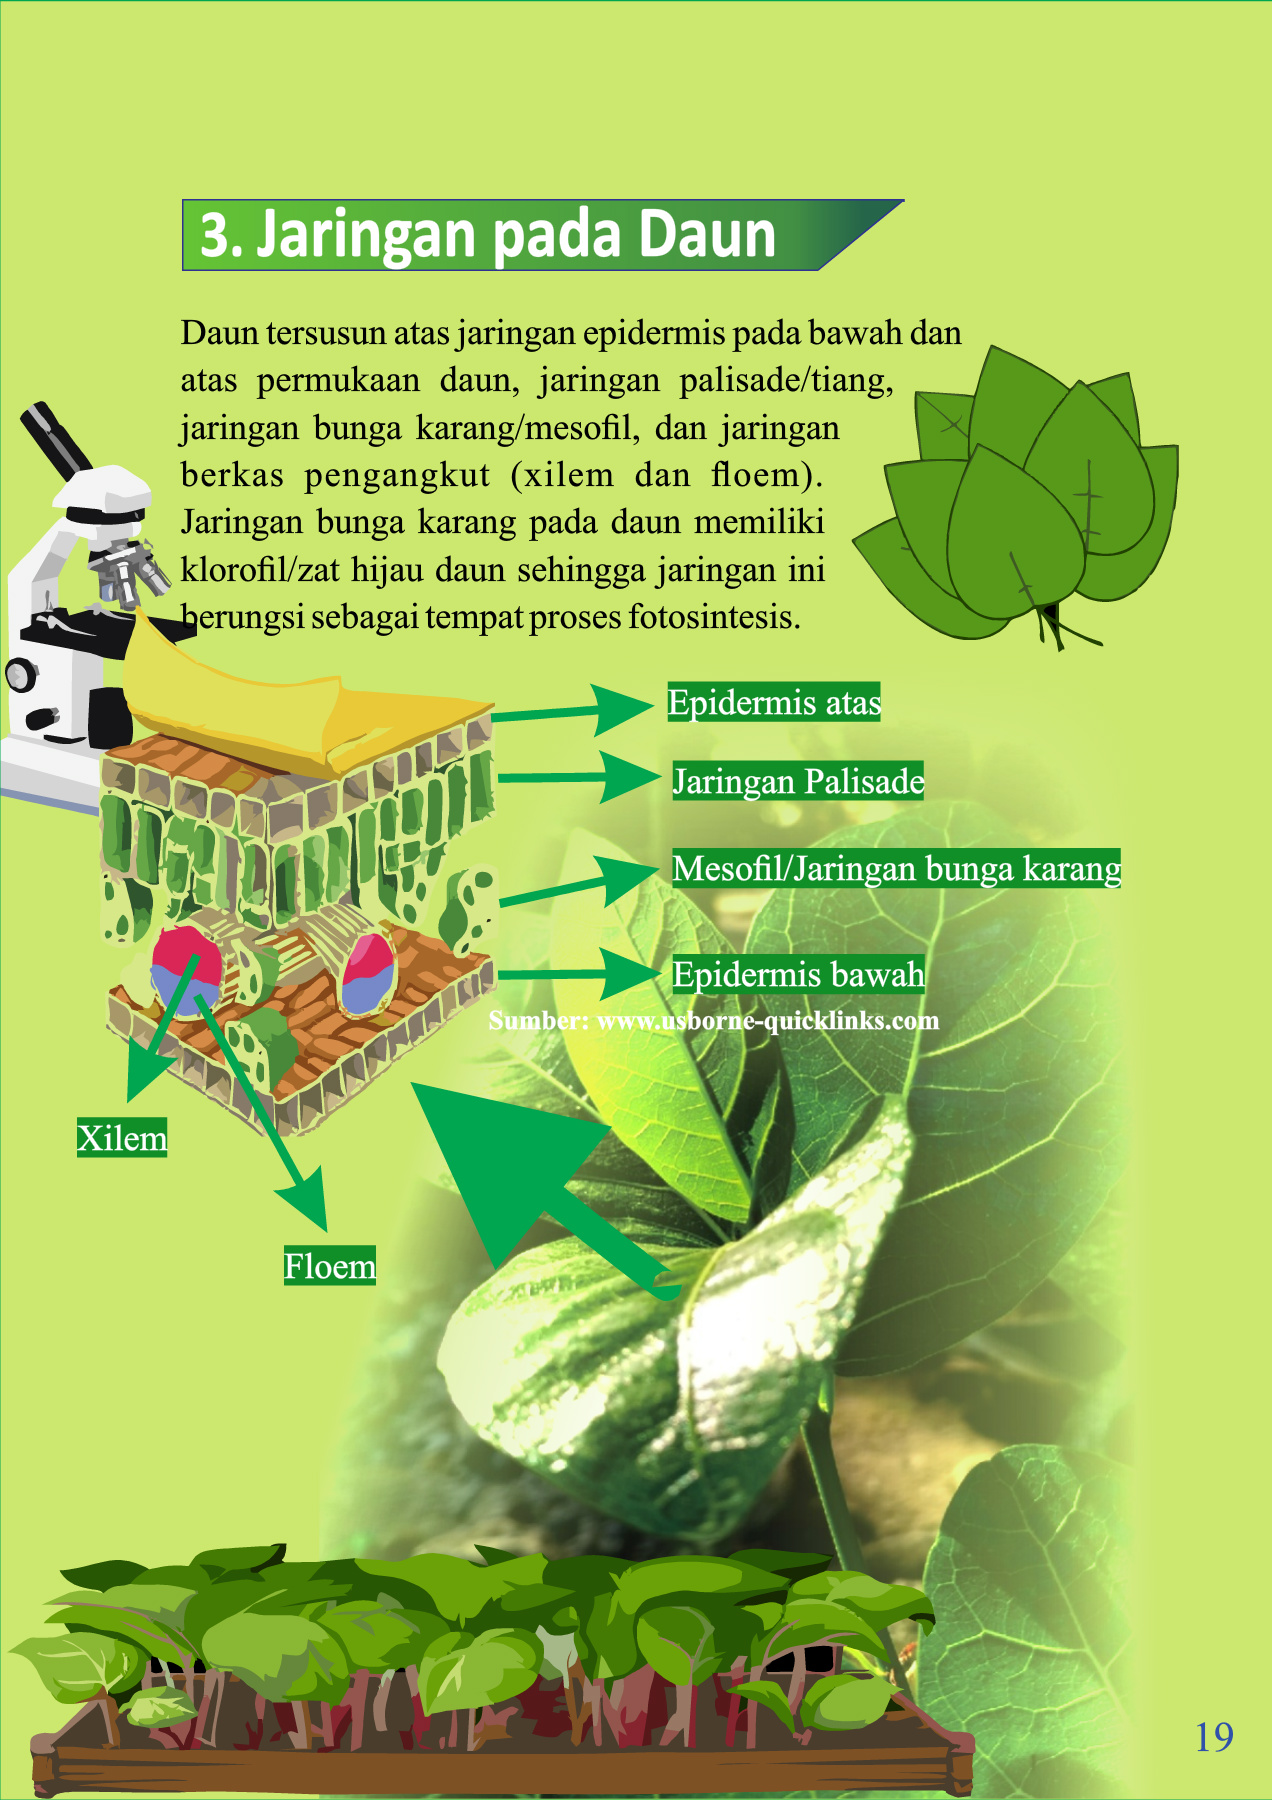 3. Jaringan pada Daun
Daun tersusun atas jaringan epidermis pada bawah dan
atas permukaan daun, jaringan palisade/tiang,
jaringan bunga karang/mesofil, dan jaringan
berkas pengangkut (xilem dan floem).
Jaringan bunga karang pada daun memiliki
klorofil/zat hijau daun sehingga jaringan ini
berungsi sebagai tempat proses fotosintesis.
Epidermis atas
Jaringan Palisade
Mesofil/Jaringan bunga karang
Epidermis bawah
Sumber: www.usborne-quicklinks.com
Xilem
Floem
19